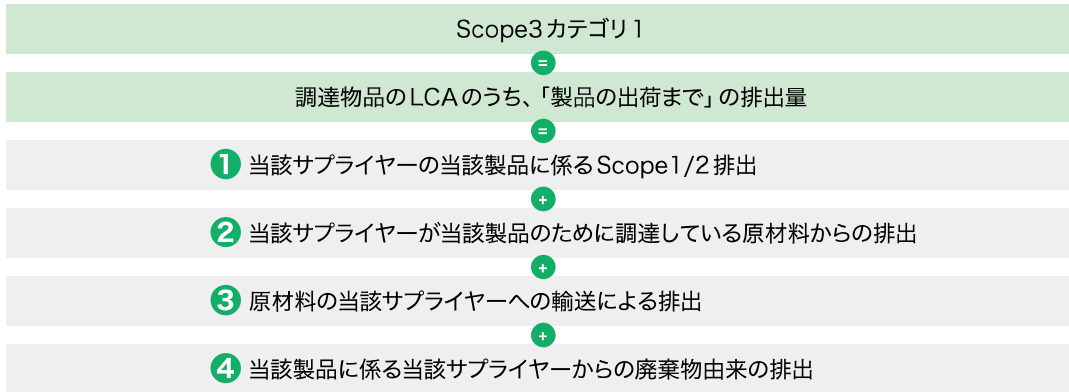 Scope3カテゴリ1
=
調達物品のLCAのうち、「製品の出荷まで」の排出量
=
❶ 当該サプライヤーの当該製品に係るScope1/2排出
+
❷ 当該サプライヤーが当該製品のために調達している原材料からの排出
+
❸ 原材料の当該サプライヤーへの輸送による排出
+
❹ 当該製品に係る当該サプライヤーからの廃棄物由来の排出